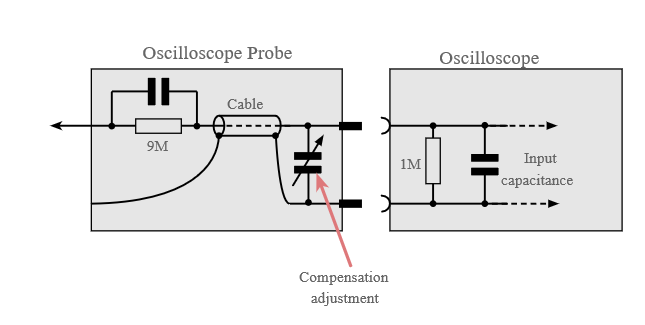 Oscilloscope Probe
Oscilloscope
Cable
9M
1M
Input
capacitance
Compensation
adjustment